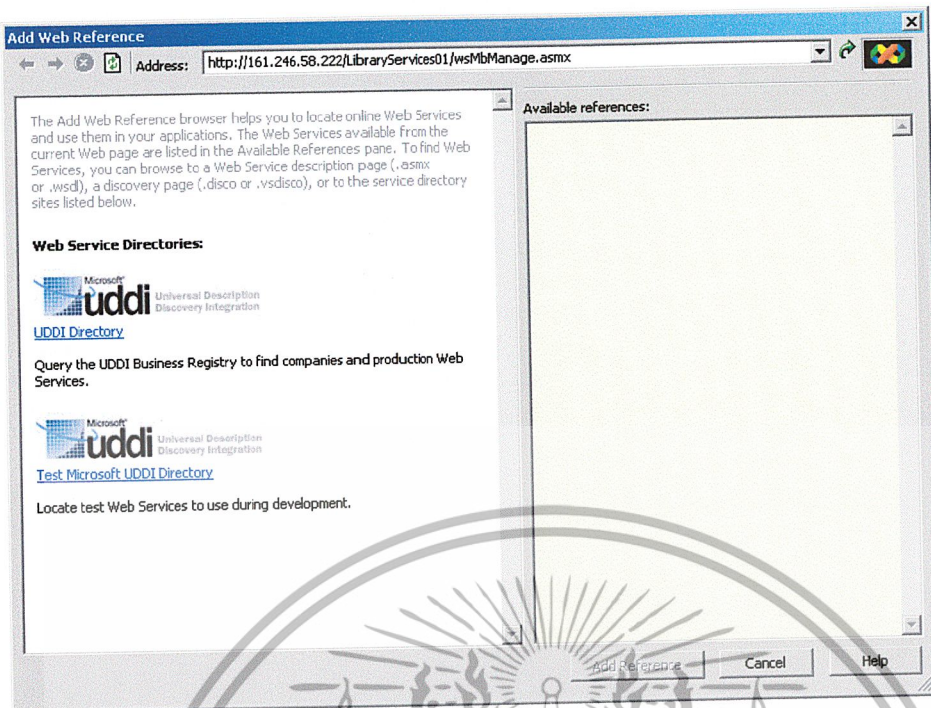 Add Web Reference
Address: http://161.246.58.222/LibraryServices01/wsMbManage.asmx
The Add Web Reference browser helps you to locate online Web Services
and use them in your applications. The Web Services available from the
current Web page are listed in the Available References pane. To find Web
Services, you can browse to a Web Service description page (.asmx
or .wsdl), a discovery page (.disco or .vsdisco), or to the service directory
sites listed below.
Web Service Directories:
Microsoft
uddi Universal Description
Discovery Integration
UDDI Directory
Query the UDDI Business Registry to find companies and production Web
Services.
Microsoft
uddi Universal Description
Discovery Integration
Test Microsoft UDDI Directory
Locate test Web Services to use during development.
Available references:
Add Reference Cancel Help